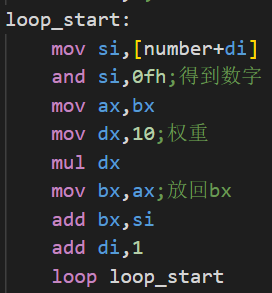 loop_start:
mov si,[number+di]
and si,0fh;得到数字
mov ax,bx
mov dx,10;权重
mul dx
mov bx,ax;放回bx
add bx,si
add di,1
loop loop_start